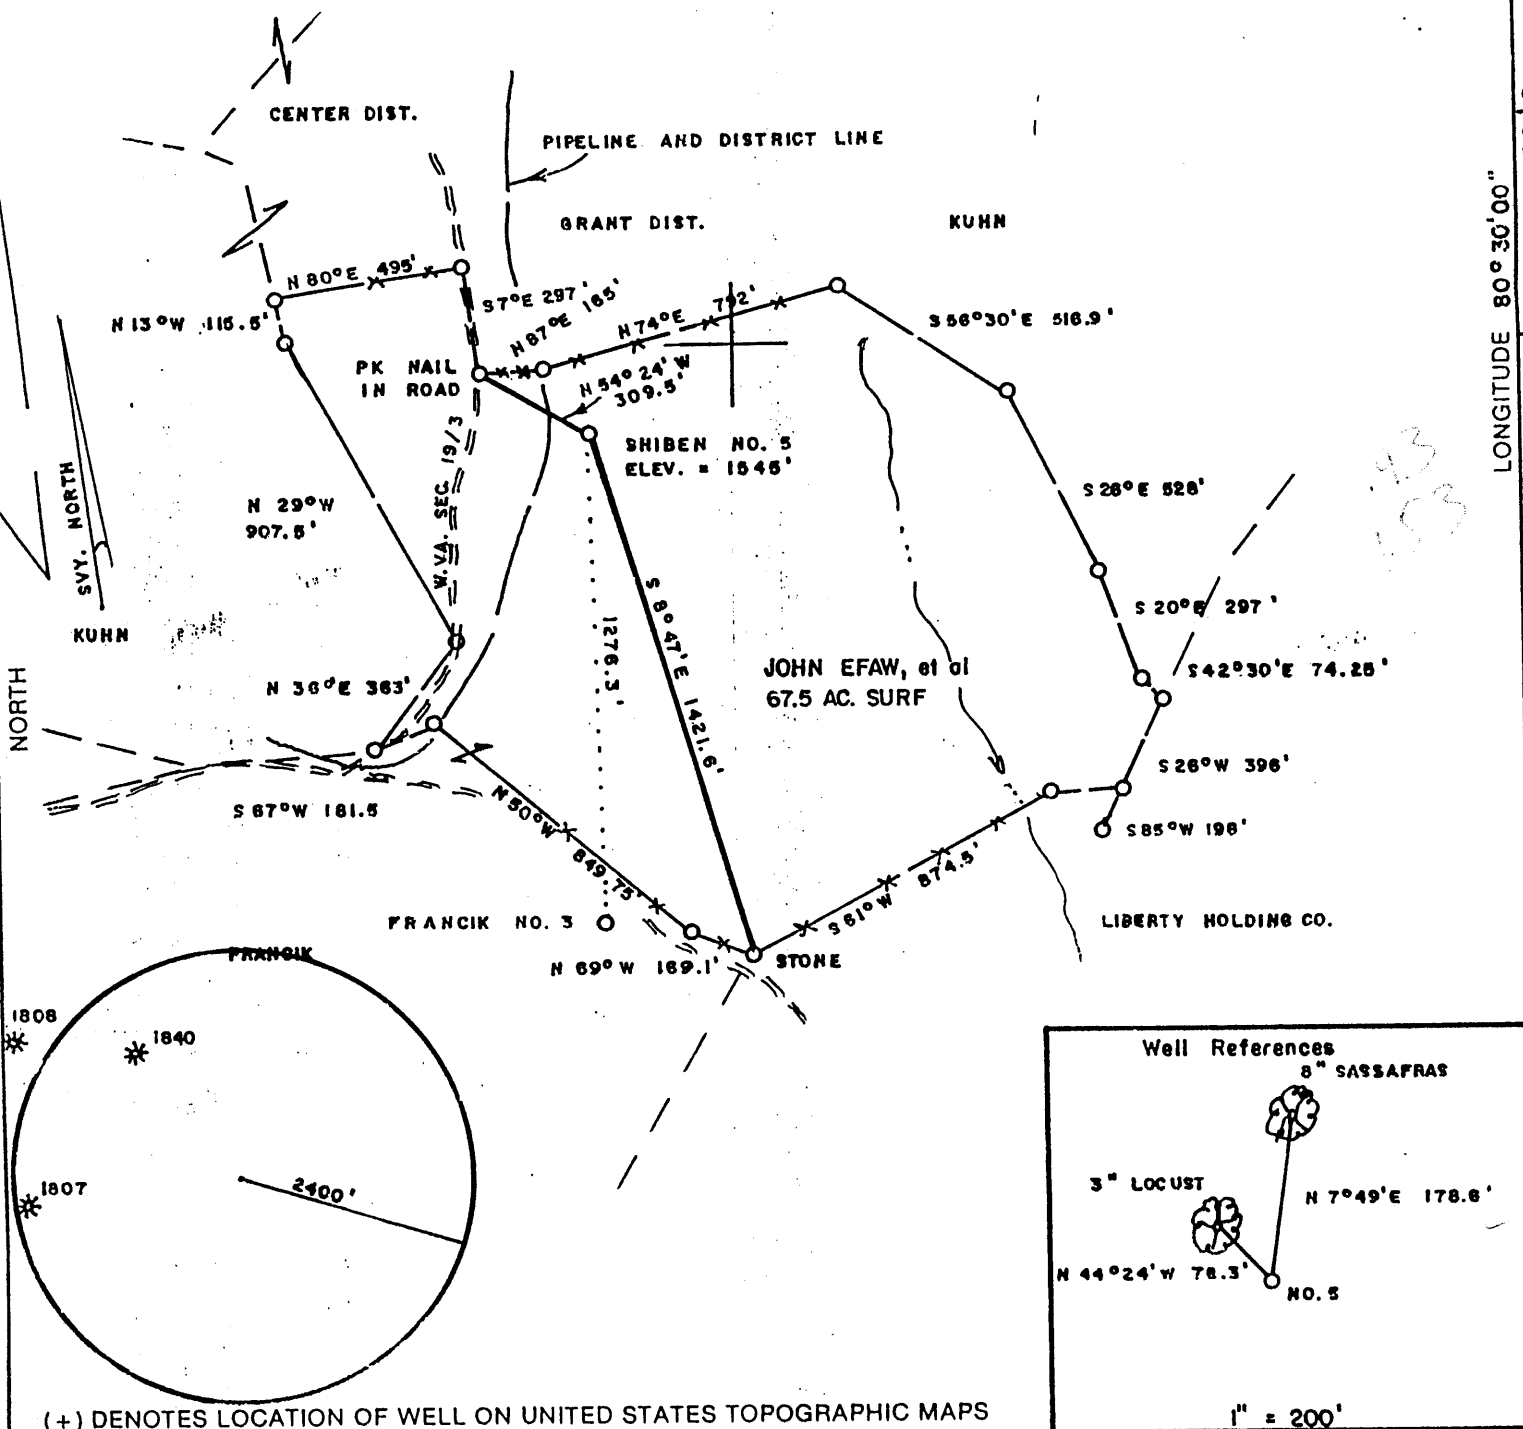 CENTER DIST.
PIPELINE AND DISTRICT LINE
GRANT DIST.
KUHN
LONGITUDE 80° 30' 00"
N 80°E 495'
S 7°E 297'
N 87°E 165'
N 74°E 792'
S 56°30'E 516.9'
N 13°W 115.5'
PK NAIL
IN ROAD
N 54° 24' W
309.5'
SHIBEN NO. 5
ELEV. = 1545'
W.VA. SEC. 19/3
N 29°W
907.5'
SVY. NORTH
KUHN
NORTH
S 26°E 528'
S 20°E 297'
S 42°30'E 74.25'
S 8°47'E 1421.6'
1276.3'
JOHN EFAW, et al
67.5 AC. SURF
N 36°E 363'
S 67°W 181.5
N 50°W 849.75'
S 26°W 396'
S 85°W 198'
S 61°W 874.5'
FRANCIK NO. 3
N 69°W 169.1'
STONE
LIBERTY HOLDING CO.
FRANCIK
1808
1840
1807
2400'
Well References
8" SASSAFRAS
3" LOCUST
N 7°49'E 178.6'
N 44°24'W 78.3'
NO. 5
1" = 200'
(+) DENOTES LOCATION OF WELL ON UNITED STATES TOPOGRAPHIC MAPS